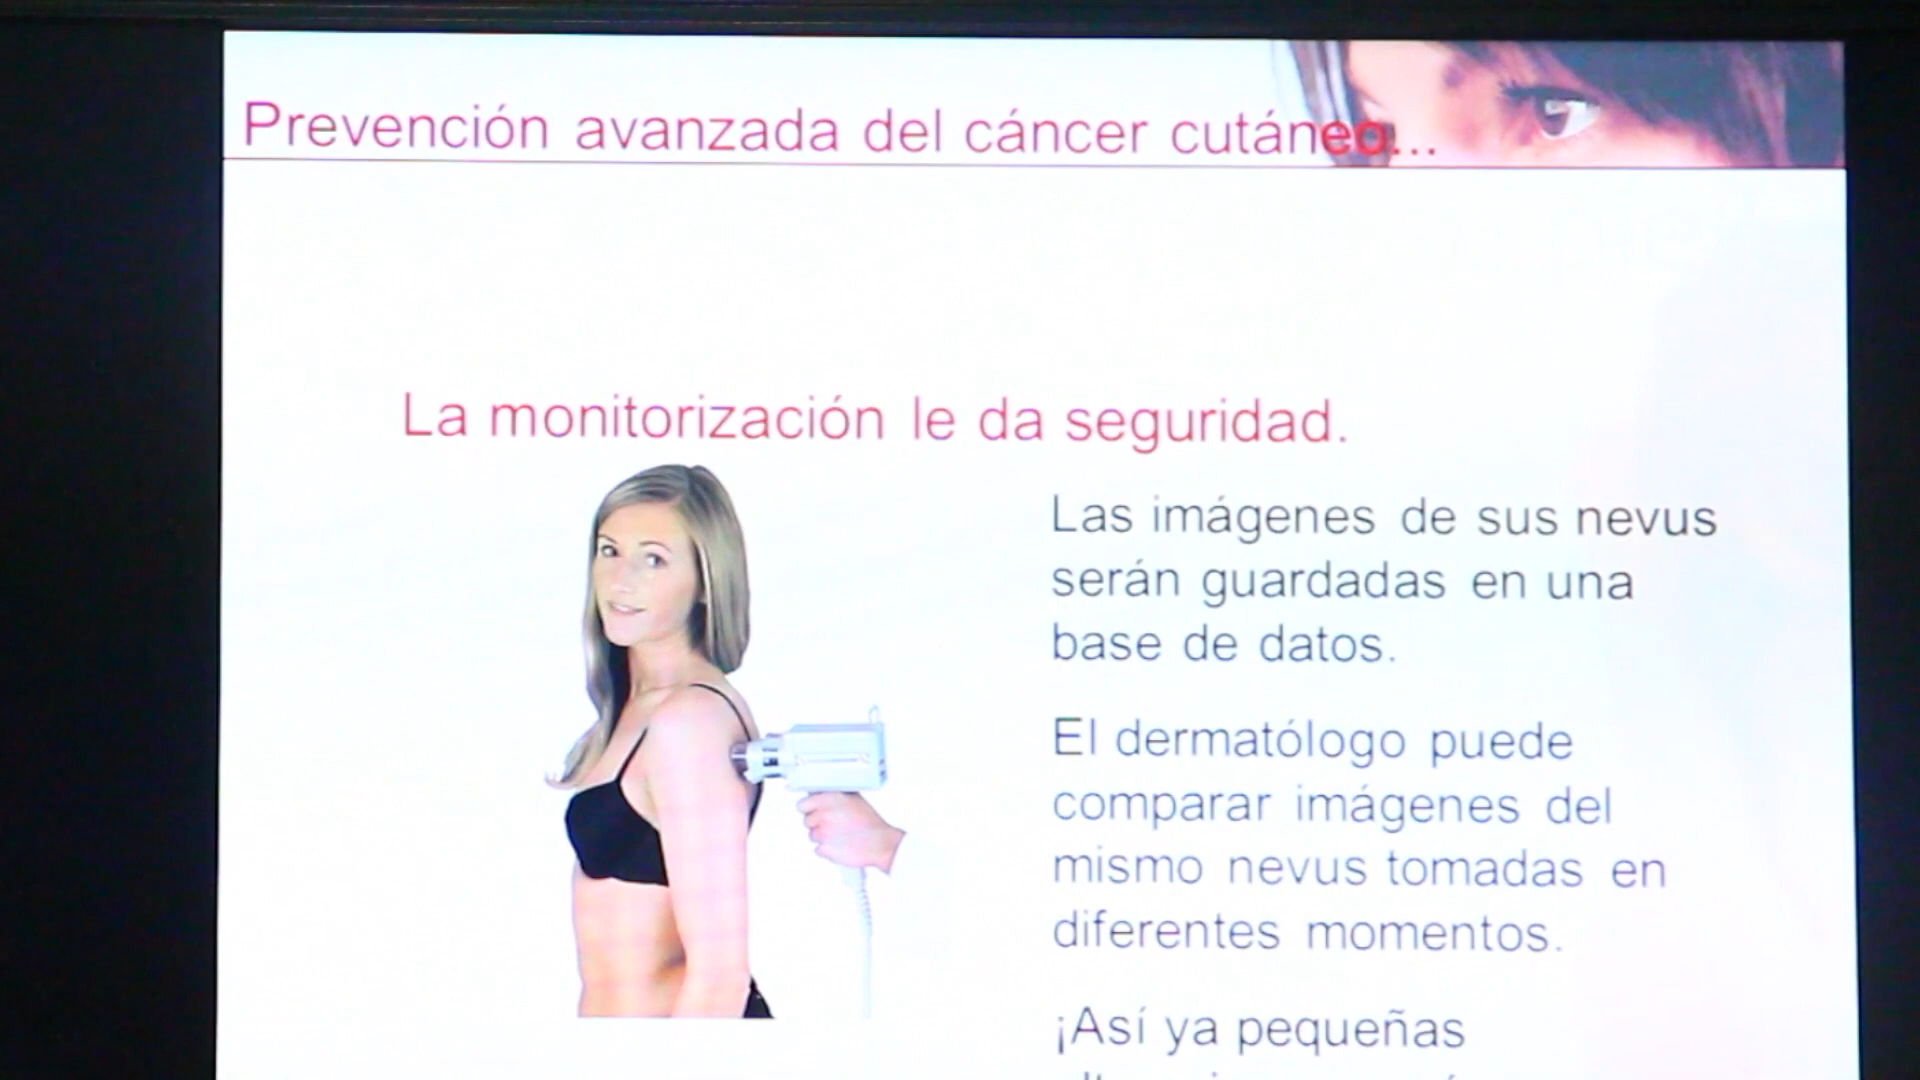 Prevención avanzada del cáncer cutáneo...
La monitorización le da seguridad.
Las imágenes de sus nevus
serán guardadas en una
base de datos.
El dermatólogo puede
comparar imágenes del
mismo nevus tomadas en
diferentes momentos.
¡Así ya pequeñas